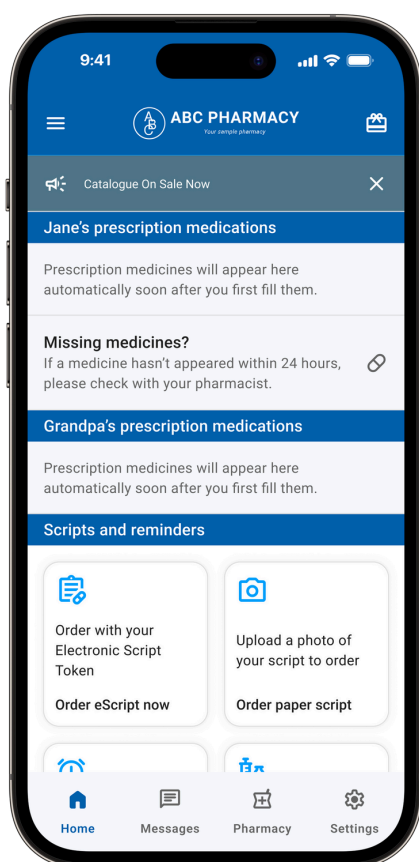 9:41
ABC PHARMACY
Your sample pharmacy
Catalogue On Sale Now
Jane's prescription medications
Prescription medicines will appear here
automatically soon after you first fill them.
Missing medicines?
If a medicine hasn't appeared within 24 hours,
please check with your pharmacist.
Grandpa's prescription medications
Prescription medicines will appear here
automatically soon after you first fill them.
Scripts and reminders
Order with your
Electronic Script
Token
Order eScript now
Upload a photo of
your script to order
Order paper script
Home
Messages
Pharmacy
Settings